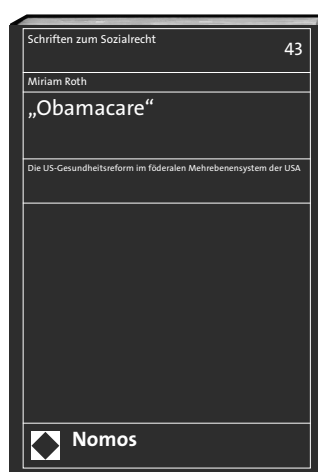 Schriften zum Sozialrecht
43
Miriam Roth
„Obamacare“
Die US-Gesundheitsreform im föderalen Mehrebenensystem der USA
Nomos